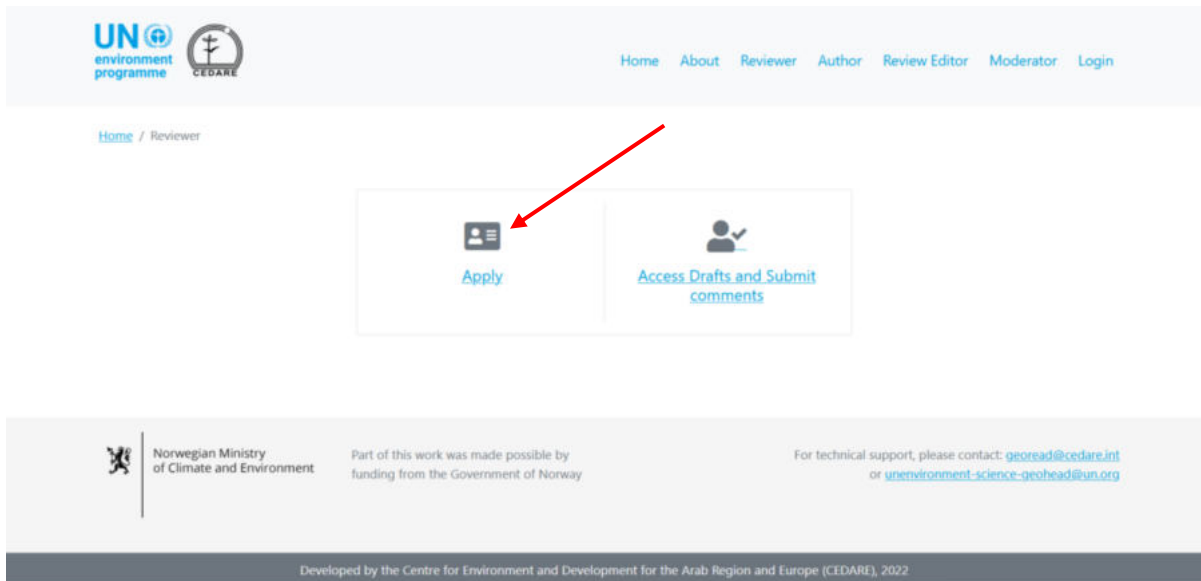 UN
environment
programme
CEDARE
Home About Reviewer Author Review Editor Moderator Login
Home / Reviewer
Apply
Access Drafts and Submit
comments
Norwegian Ministry
of Climate and Environment
Part of this work was made possible by
funding from the Government of Norway
For technical support, please contact: georead@cedare.int
or unenvironment-science-geohead@un.org
Developed by the Centre for Environment and Development for the Arab Region and Europe (CEDARE), 2022